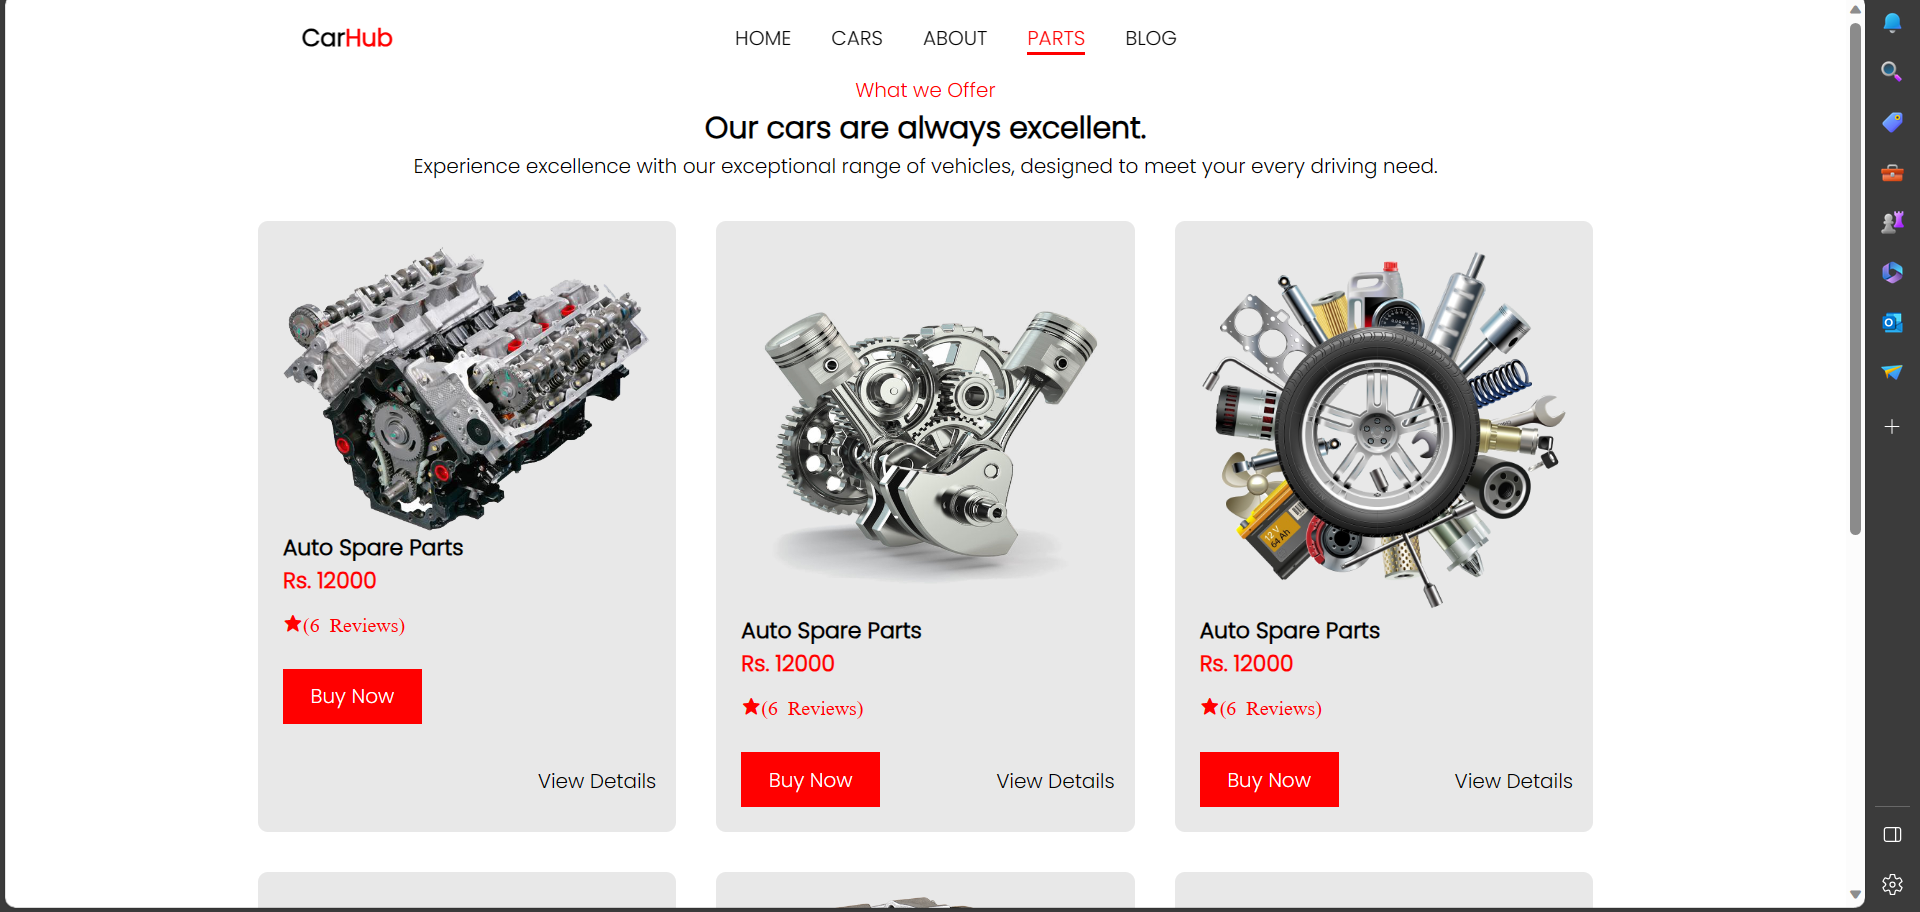 CarHub
HOME CARS ABOUT PARTS BLOG
What we Offer
Our cars are always excellent.
Experience excellence with our exceptional range of vehicles, designed to meet your every driving need.
Auto Spare Parts
Rs. 12000
(6 Reviews)
Buy Now
View Details
12 V
64 Ah
Auto Spare Parts
Rs. 12000
(6 Reviews)
Buy Now
View Details
Auto Spare Parts
Rs. 12000
(6 Reviews)
Buy Now
View Details